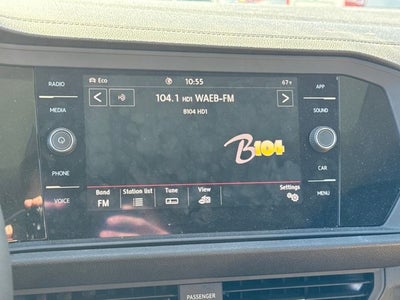 RADIO
MEDIA
PHONE
VOICE
Eco 10:55 67°F
104.1 HD1 WAEB-FM
B104 HD1
B104
Band Station list Tune View Settings
FM
APP
SOUND
CAR
MENU
PASSENGER